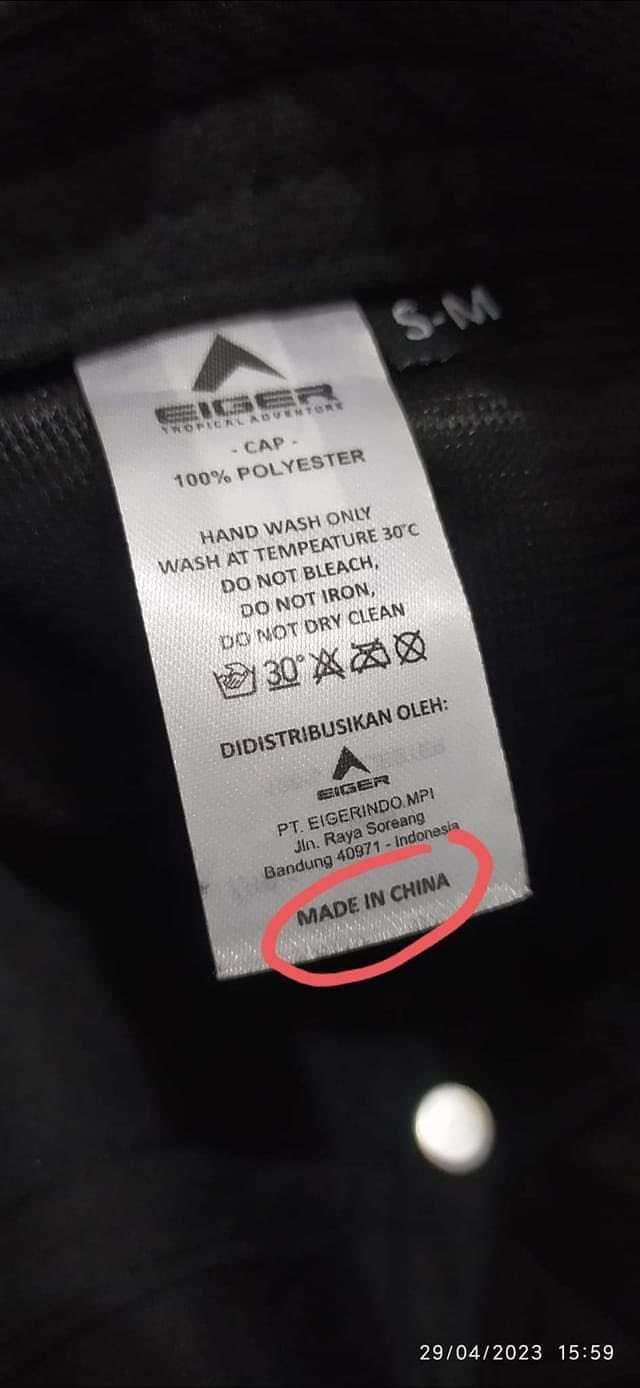 S-M
EIGER
TROPICAL ADVENTURE
- CAP -
100% POLYESTER
HAND WASH ONLY
WASH AT TEMPEATURE 30°C
DO NOT BLEACH,
DO NOT IRON,
DO NOT DRY CLEAN
30°
DIDISTRIBUSIKAN OLEH:
EIGER
PT. EIGERINDO MPI
Jln. Raya Soreang
Bandung 40971 - Indonesia
MADE IN CHINA
29/04/2023 15:59